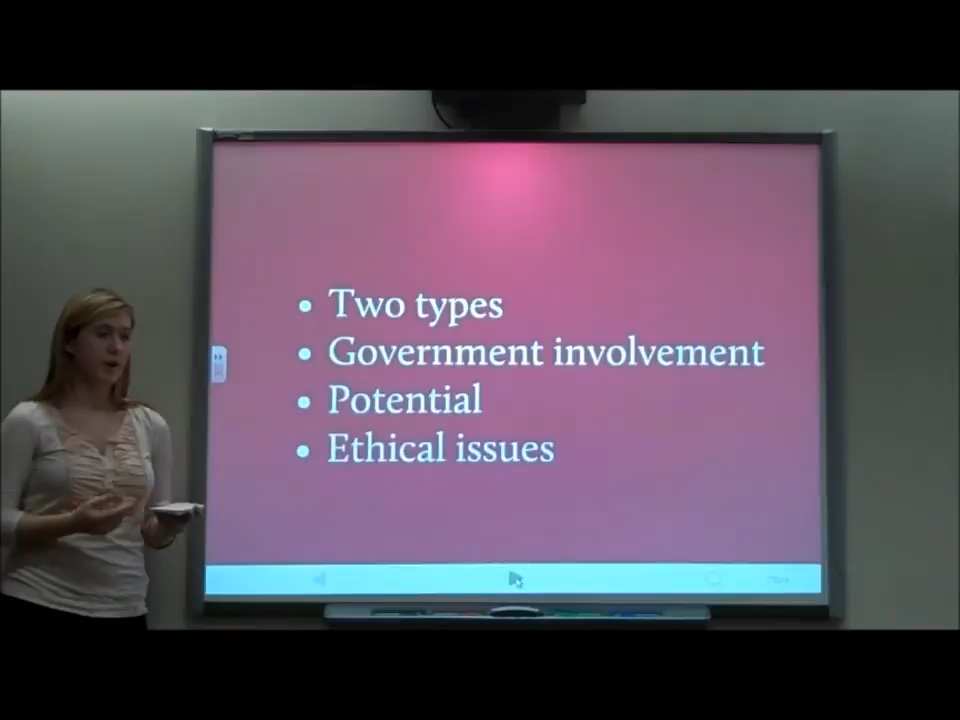 • Two types
• Government involvement
• Potential
• Ethical issues